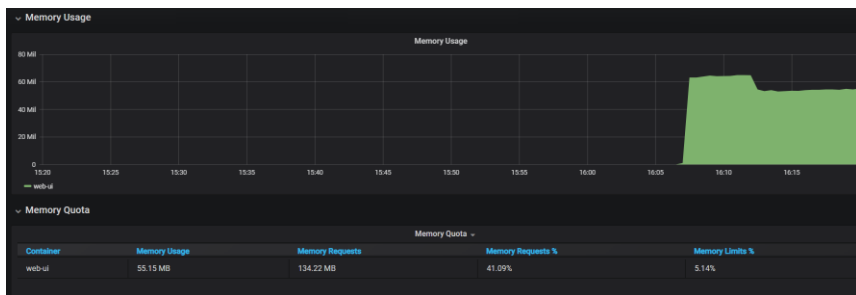 Memory Usage
Memory Usage
80 Mil
60 Mil
40 Mil
20 Mil
0
15:20 15:25 15:30 15:35 15:40 15:45 15:50 15:55 16:00 16:05 16:10 16:15
web-ui
Memory Quota
Memory Quota
Container Memory Usage Memory Requests Memory Requests % Memory Limits %
web-ui 55.15 MB 134.22 MB 41.09% 5.14%